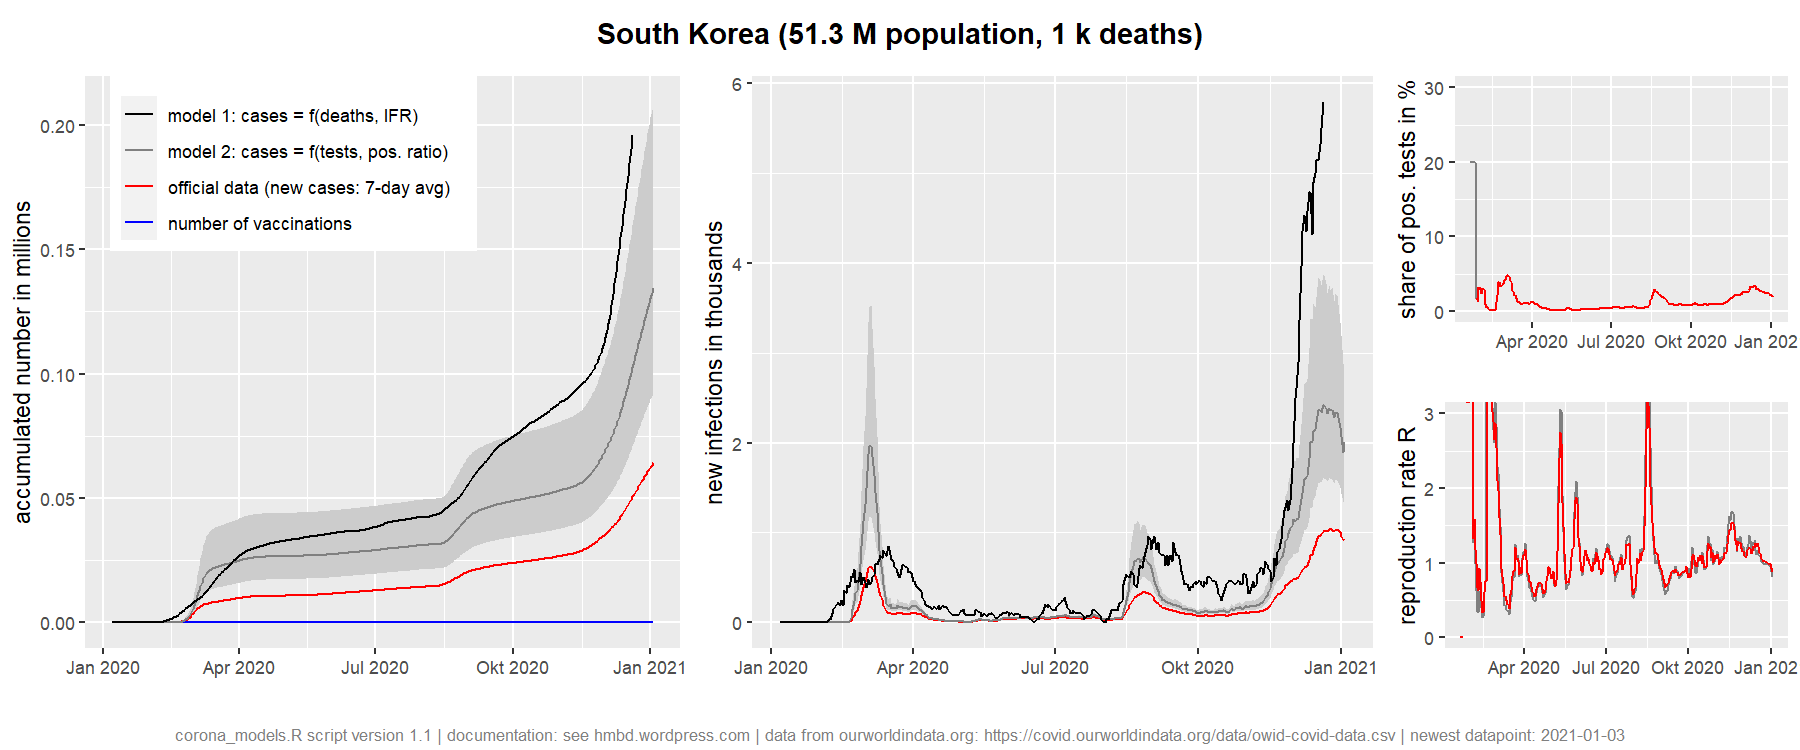 South Korea (51.3 M population, 1 k deaths)
accumulated number in millions
0.20
0.15
0.10
0.05
0.00
model 1: cases = f(deaths, IFR)
model 2: cases = f(tests, pos. ratio)
official data (new cases: 7-day avg)
number of vaccinations
Jan 2020 Apr 2020 Jul 2020 Okt 2020 Jan 2021
new infections in thousands
6
4
2
0
Jan 2020 Apr 2020 Jul 2020 Okt 2020 Jan 2021
share of pos. tests in %
30
20
10
0
Apr 2020 Jul 2020 Okt 2020 Jan 202
reproduction rate R
3
2
1
0
Apr 2020 Jul 2020 Okt 2020 Jan 202
corona_models.R script version 1.1 | documentation: see hmbd.wordpress.com | data from ourworldindata.org: https://covid.ourworldindata.org/data/owid-covid-data.csv | newest datapoint: 2021-01-03